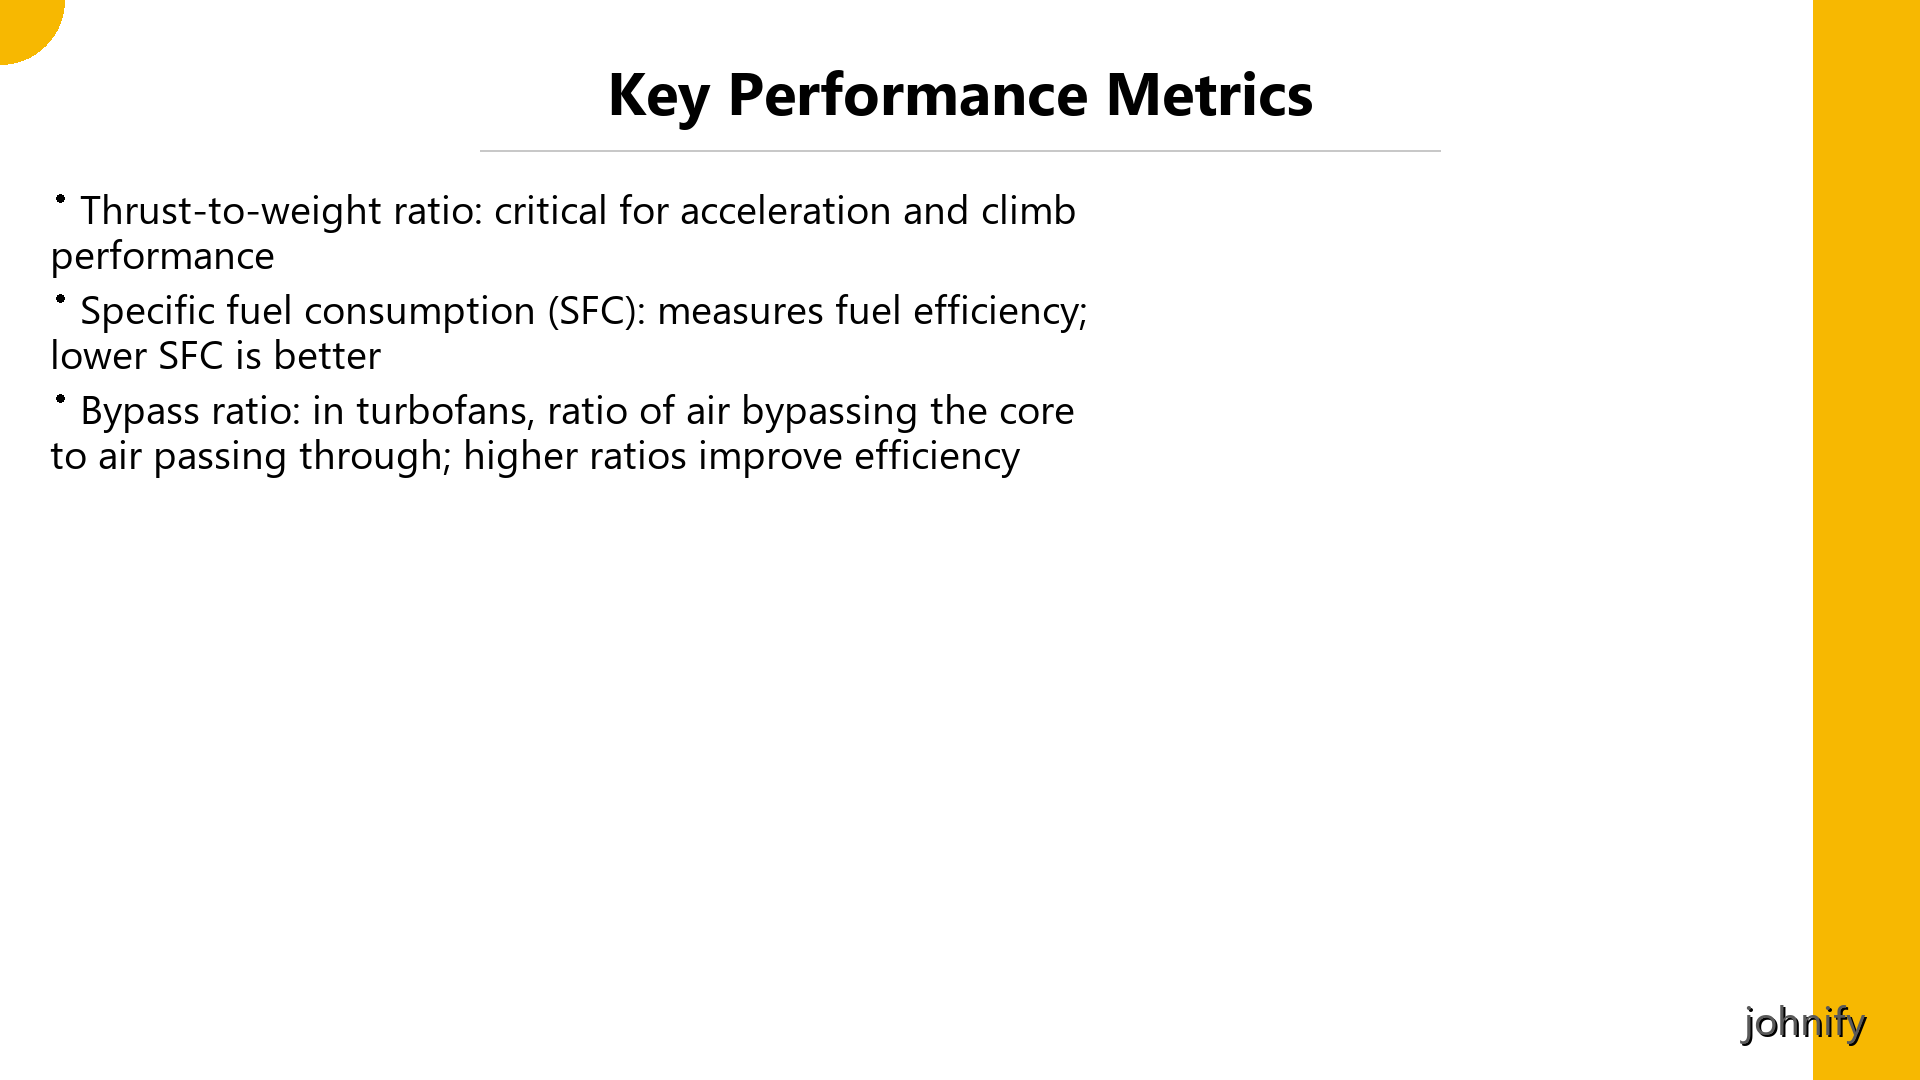 Key Performance Metrics
• Thrust-to-weight ratio: critical for acceleration and climb
performance
• Specific fuel consumption (SFC): measures fuel efficiency;
lower SFC is better
• Bypass ratio: in turbofans, ratio of air bypassing the core
to air passing through; higher ratios improve efficiency
johnify